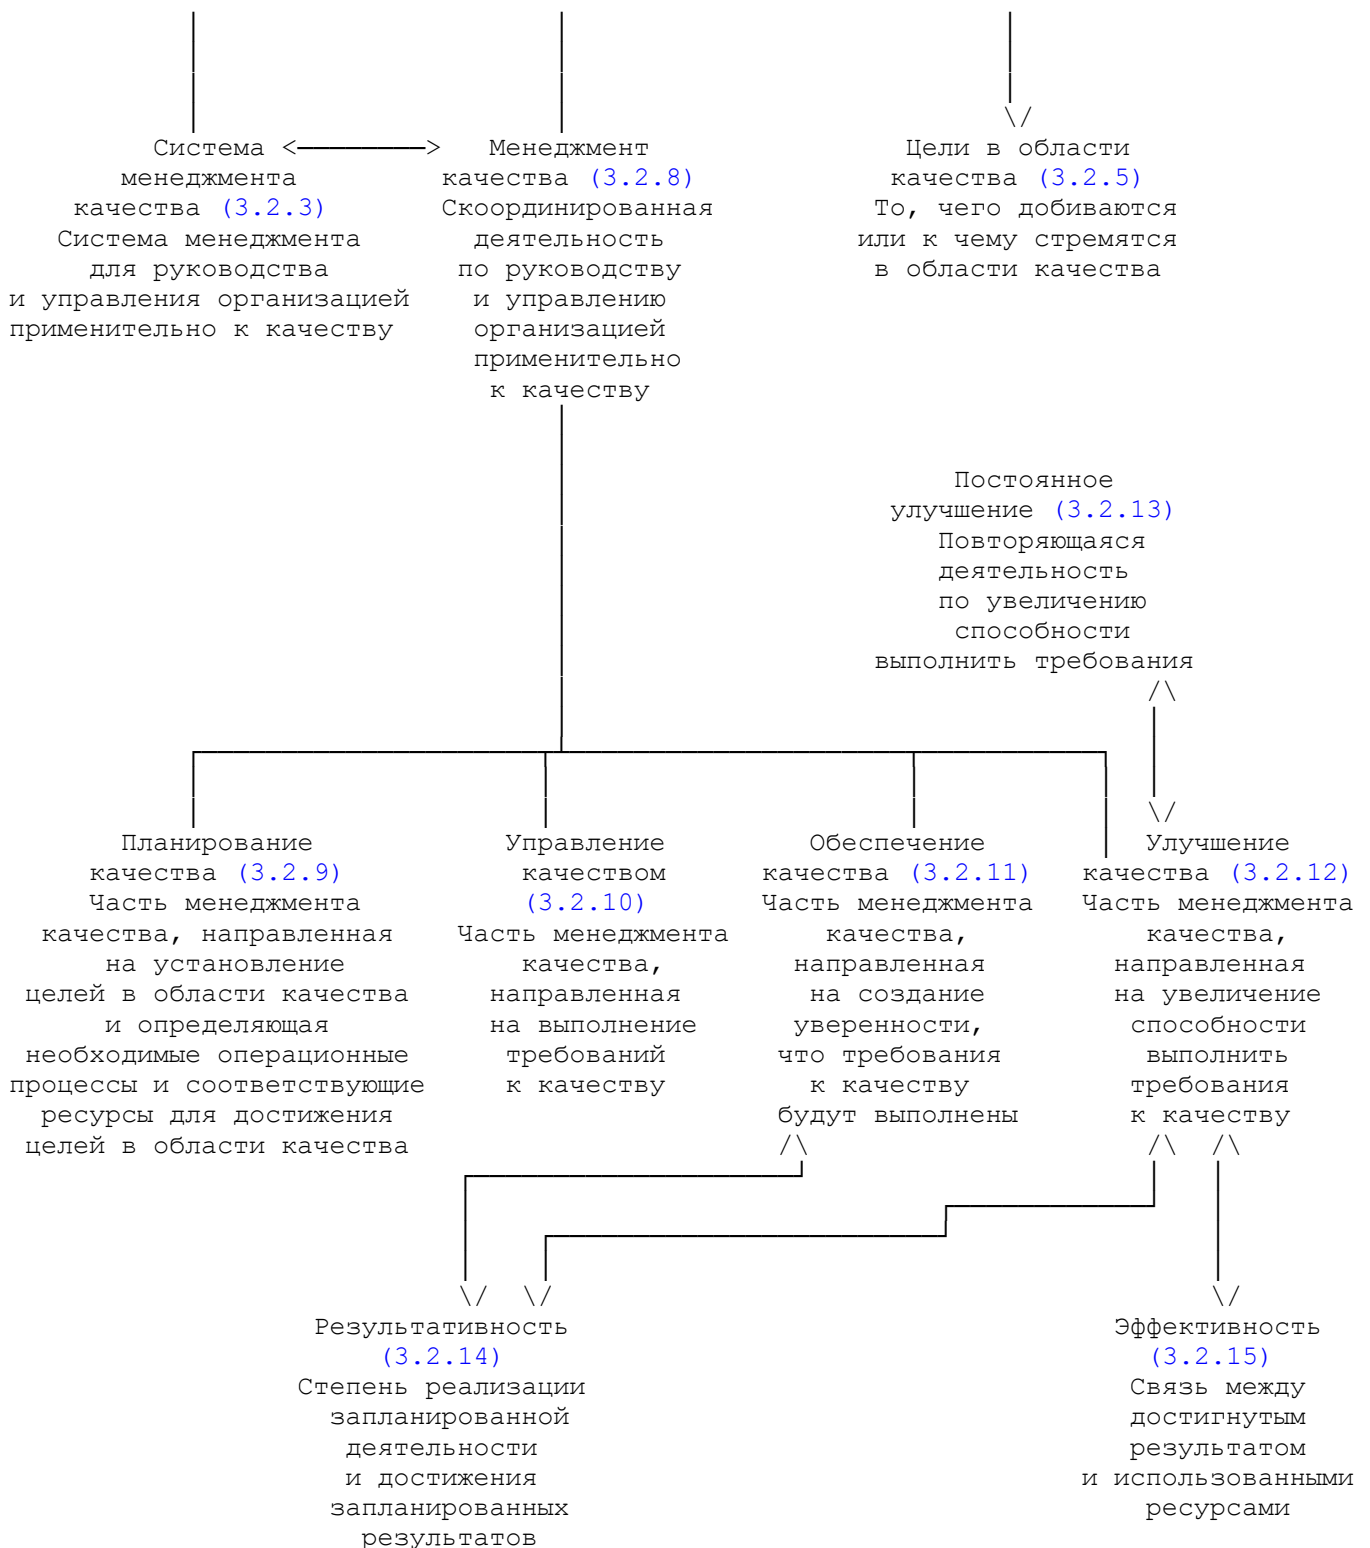 Система
менеджмента
качества (3.2.3)
Система менеджмента
для руководства
и управления организацией
применительно к качеству
Менеджмент
качества (3.2.8)
Скоординированная
деятельность
по руководству
и управлению
организацией
применительно
к качеству
Цели в области
качества (3.2.5)
То, чего добиваются
или к чему стремятся
в области качества
Постоянное
улучшение (3.2.13)
Повторяющаяся
деятельность
по увеличению
способности
выполнить требования
Планирование
качества (3.2.9)
Часть менеджмента
качества, направленная
на установление
целей в области качества
и определяющая
необходимые операционные
процессы и соответствующие
ресурсы для достижения
целей в области качества
Управление
качеством
(3.2.10)
Часть менеджмента
качества,
направленная
на выполнение
требований
к качеству
Обеспечение
качества (3.2.11)
Часть менеджмента
качества,
направленная
на создание
уверенности,
что требования
к качеству
будут выполнены
Улучшение
качества (3.2.12)
Часть менеджмента
качества,
направленная
на увеличение
способности
выполнить
требования
к качеству
Результативность
(3.2.14)
Степень реализации
запланированной
деятельности
и достижения
запланированных
результатов
Эффективность
(3.2.15)
Связь между
достигнутым
результатом
и использованными
ресурсами